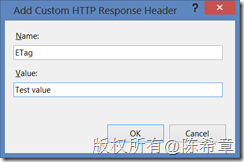 Add Custom HTTP Response Header
?
Name:
ETag
Value:
Test value
OK
Cancel
版权所有@陈希章